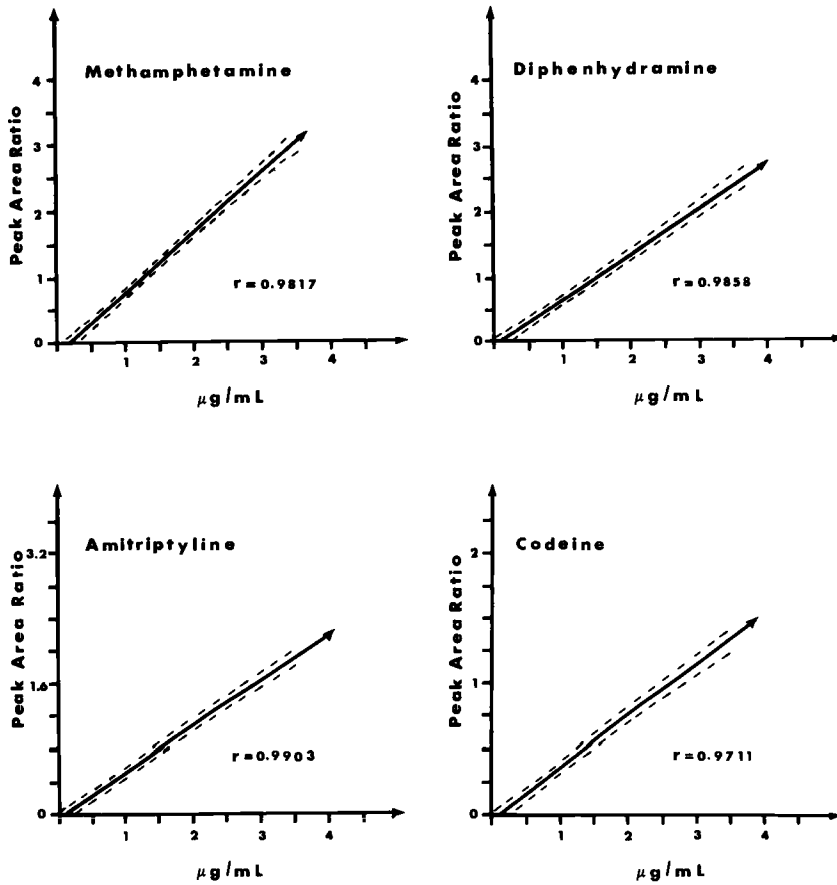 Methamphetamine
Peak Area Ratio
4
3
2
1
0
r=0.9817
1 2 3 4
μg/mL
Diphenhydramine
Peak Area Ratio
4
3
2
1
0
r=0.9858
1 2 3 4
μg/mL
Amitriptyline
Peak Area Ratio
3.2
1.6
0
r=0.9903
1 2 3 4
μg/mL
Codeine
Peak Area Ratio
2
1
0
r=0.9711
1 2 3 4
μg/mL